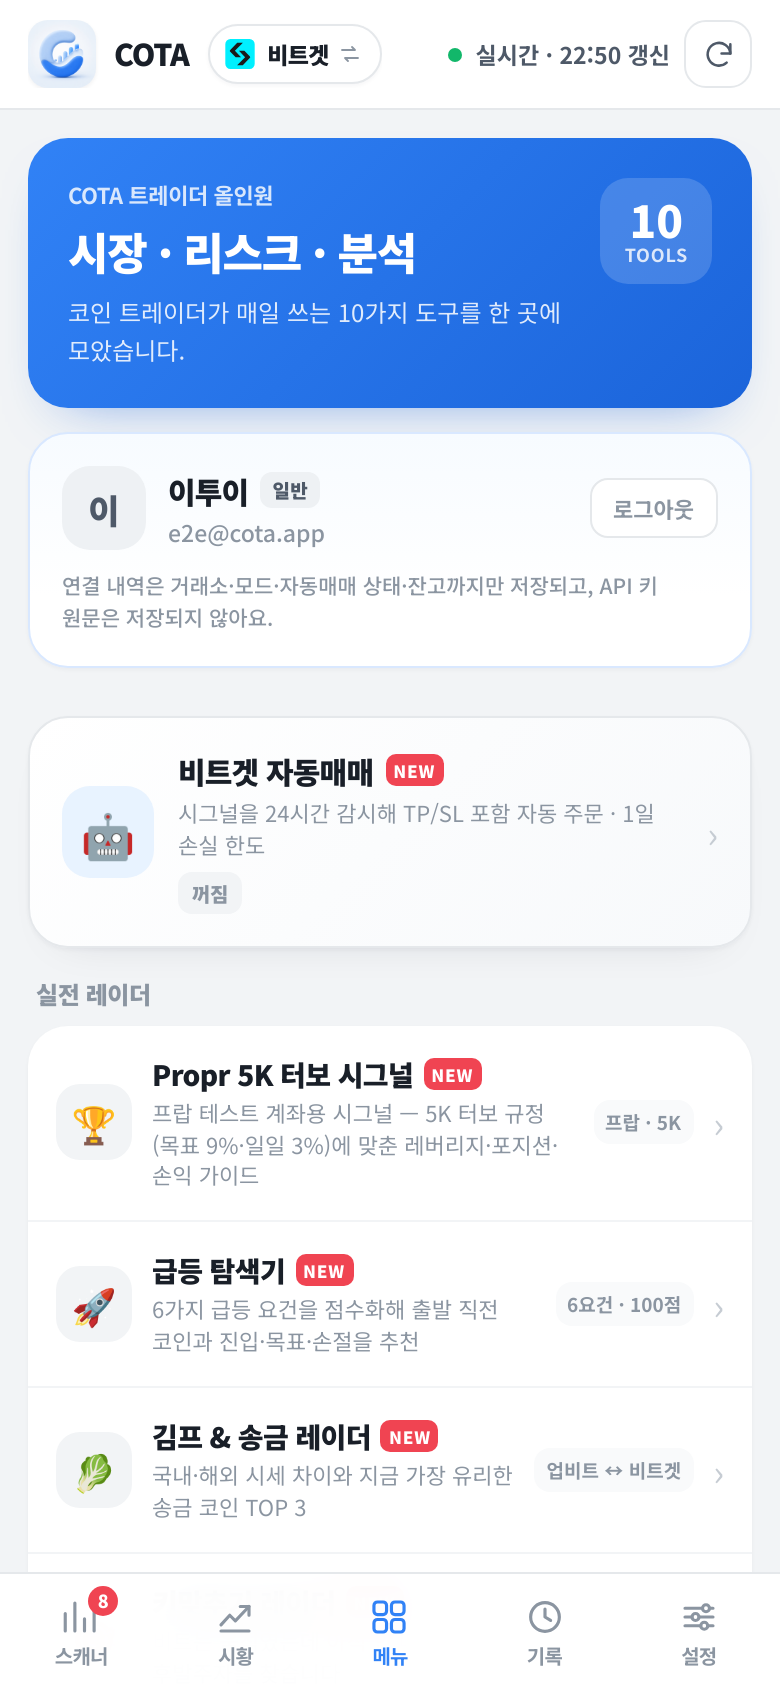 COTA 비트겟 실시간 · 22:50 갱신
COTA 트레이더 올인원
시장 · 리스크 · 분석
코인 트레이더가 매일 쓰는 10가지 도구를 한 곳에
모았습니다.
10
TOOLS
이
이투이 일반
e2e@cota.app
로그아웃
연결 내역은 거래소·모드·자동매매 상태·잔고까지만 저장되고, API 키
원문은 저장되지 않아요.
비트겟 자동매매 NEW
시그널을 24시간 감시해 TP/SL 포함 자동 주문 · 1일
손실 한도
꺼짐
실전 레이더
Propr 5K 터보 시그널 NEW
프랍 테스트 계좌용 시그널 — 5K 터보 규정
(목표 9%·일일 3%)에 맞춘 레버리지·포지션·
손익 가이드
프랍 · 5K
급등 탐색기 NEW
6가지 급등 요건을 점수화해 출발 직전
코인과 진입·목표·손절을 추천
6요건 · 100점
김프 & 송금 레이더 NEW
국내·해외 시세 차이와 지금 가장 유리한
송금 코인 TOP 3
업비트 ↔ 비트겟
8
스캐너 시황 메뉴 기록 설정